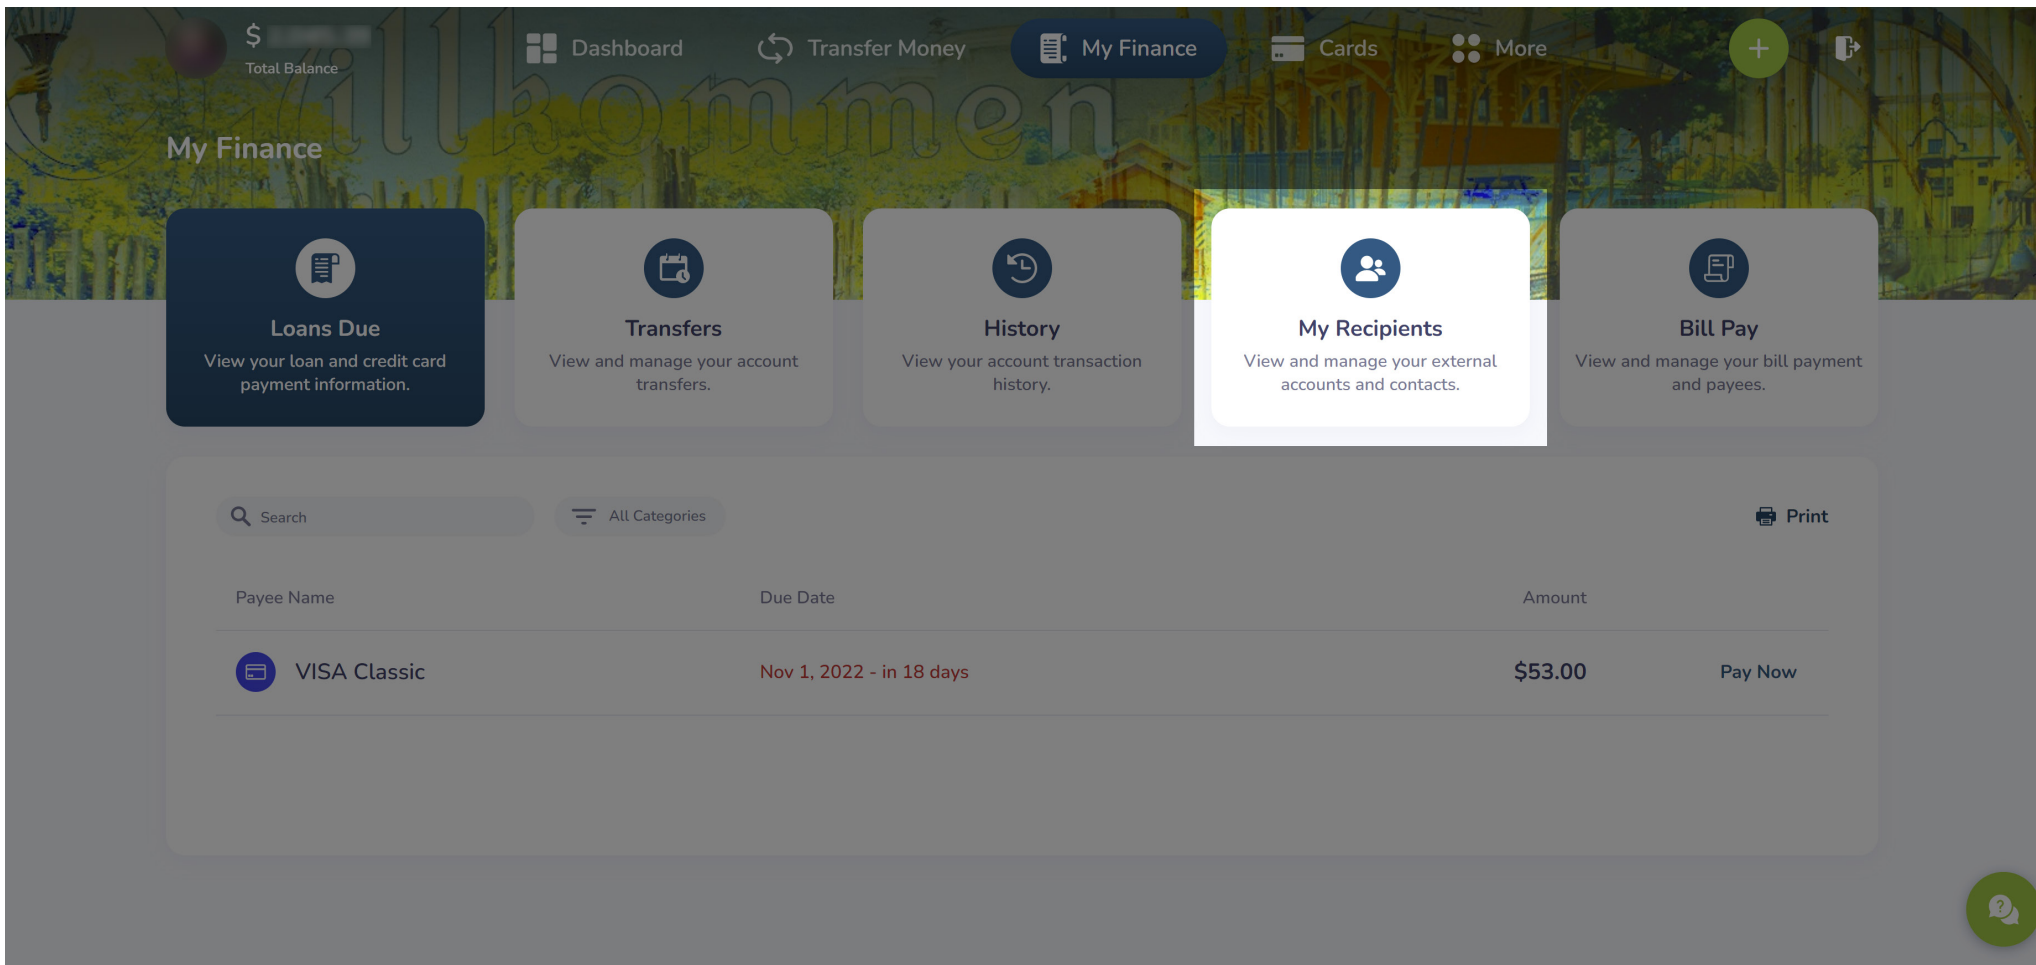 $
Total Balance
Dashboard
Transfer Money
My Finance
Cards
More
Willkommen
My Finance
Loans Due
View your loan and credit card
payment information.
Transfers
View and manage your account
transfers.
History
View your account transaction
history.
My Recipients
View and manage your external
accounts and contacts.
Bill Pay
View and manage your bill payment
and payees.
Search
All Categories
Print
Payee Name
Due Date
Amount
VISA Classic
Nov 1, 2022 - in 18 days
$53.00
Pay Now